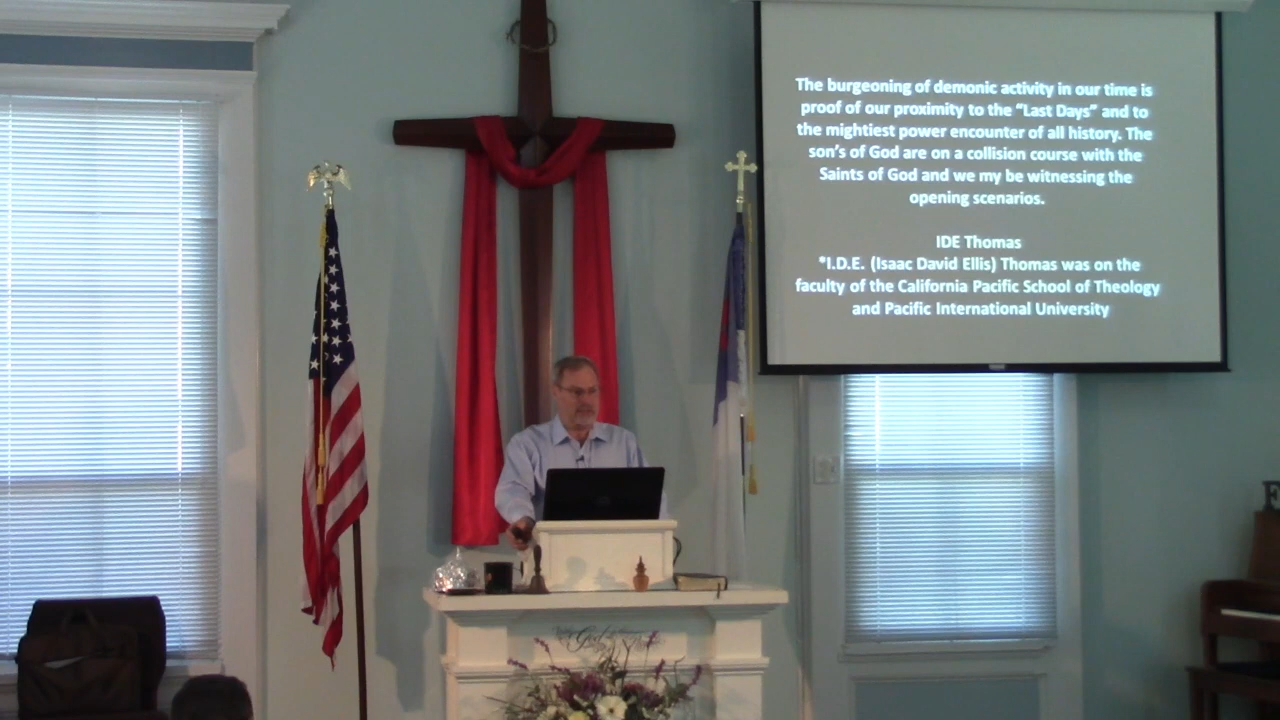 The burgeoning of demonic activity in our time is
proof of our proximity to the “Last Days” and to
the mightiest power encounter of all history. The
son’s of God are on a collision course with the
Saints of God and we my be witnessing the
opening scenarios.
IDE Thomas
*I.D.E. (Isaac David Ellis) Thomas was on the
faculty of the California Pacific School of Theology
and Pacific International University
God